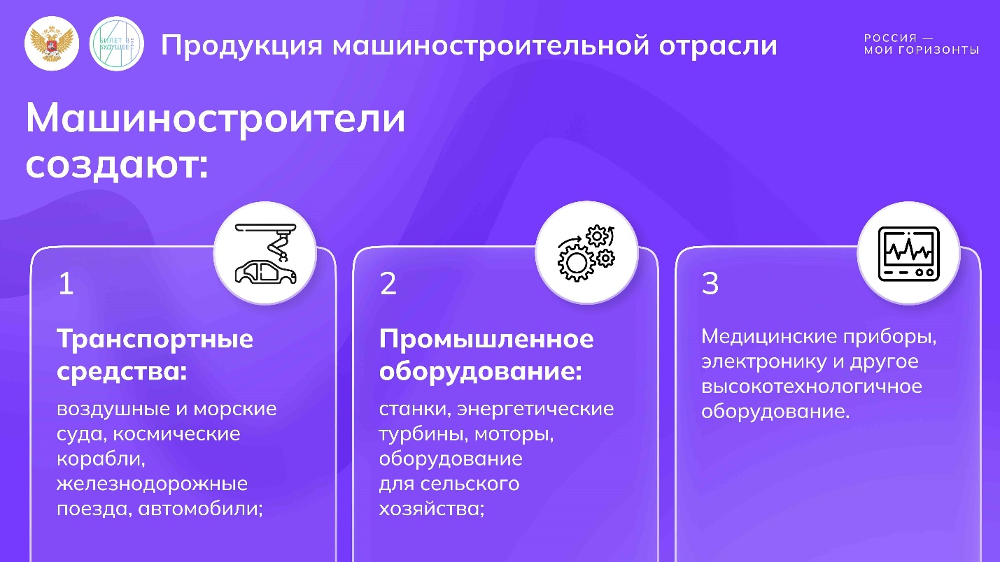 БИЛЕТ В
БУДУЩЕЕ
ТВОЕ
Продукция машиностроительной отрасли
РОССИЯ —
МОИ ГОРИЗОНТЫ
Машиностроители
создают:
1
Транспортные
средства:
воздушные и морские
суда, космические
корабли,
железнодорожные
поезда, автомобили;
2
Промышленное
оборудование:
станки, энергетические
турбины, моторы,
оборудование
для сельского
хозяйства;
3
Медицинские приборы,
электронику и другое
высокотехнологичное
оборудование.